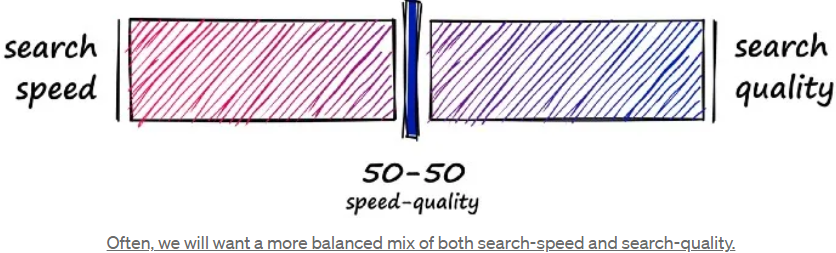 search
speed
search
quality
50-50
speed-quality
Often, we will want a more balanced mix of both search-speed and search-quality.